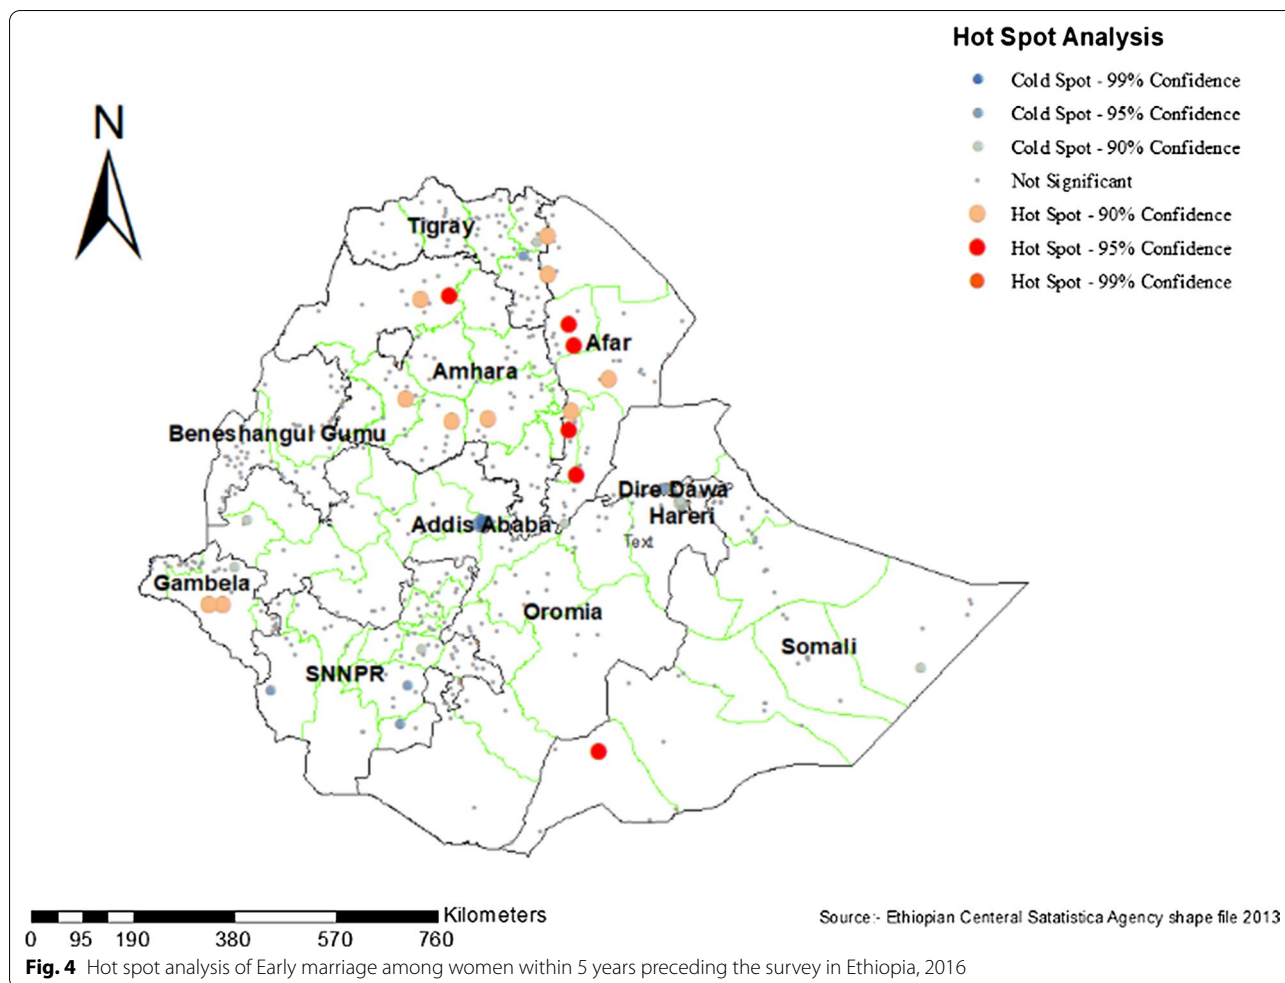 Hot Spot Analysis
Cold Spot - 99% Confidence
Cold Spot - 95% Confidence
Cold Spot - 90% Confidence
Not Significant
Hot Spot - 90% Confidence
Hot Spot - 95% Confidence
Hot Spot - 99% Confidence
N
Tigray
Afar
Amhara
Beneshangul Gumu
Dire Dawa
Hareri
Addis Ababa
Text
Gambela
Oromia
Somali
SNNPR
Kilometers
0 95 190 380 570 760
Source:- Ethiopian Centeral Satatistica Agency shape file 2013
Fig. 4 Hot spot analysis of Early marriage among women within 5 years preceding the survey in Ethiopia, 2016